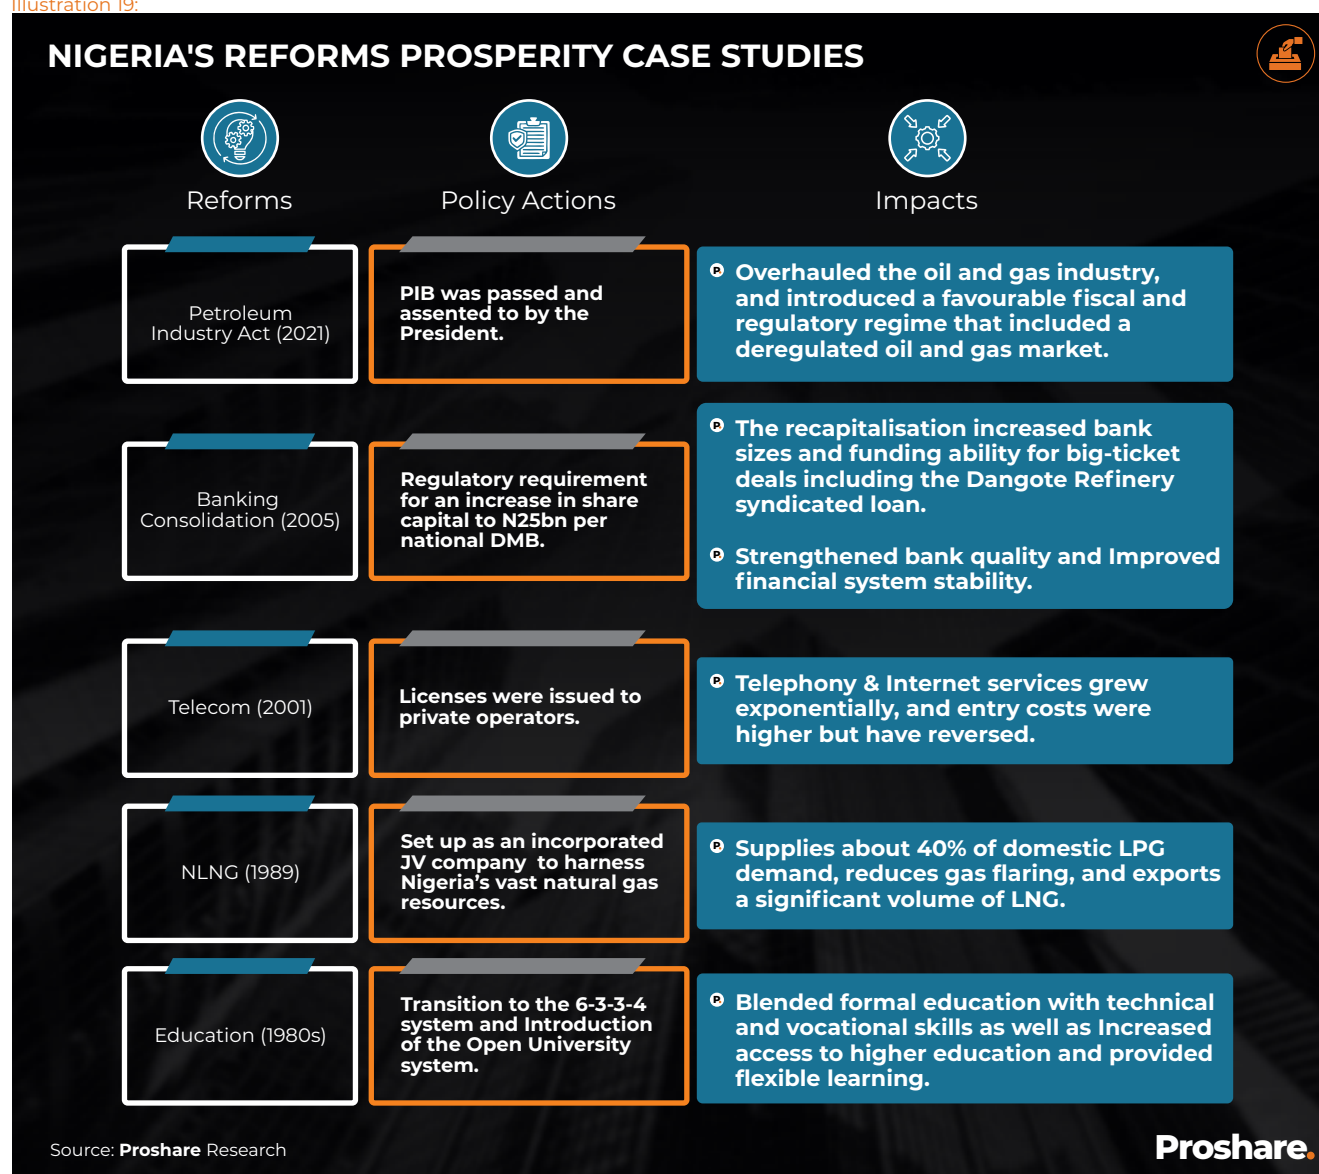 Illustration 19:
NIGERIA'S REFORMS PROSPERITY CASE STUDIES
Reforms
Policy Actions
Impacts
Petroleum
Industry Act (2021)
PIB was passed and
assented to by the
President.
Overhauled the oil and gas industry,
and introduced a favourable fiscal and
regulatory regime that included a
deregulated oil and gas market.
Banking
Consolidation (2005)
Regulatory requirement
for an increase in share
capital to N25bn per
national DMB.
The recapitalisation increased bank
sizes and funding ability for big-ticket
deals including the Dangote Refinery
syndicated loan.
Strengthened bank quality and Improved
financial system stability.
Telecom (2001)
Licenses were issued to
private operators.
Telephony & Internet services grew
exponentially, and entry costs were
higher but have reversed.
NLNG (1989)
Set up as an incorporated
JV company to harness
Nigeria's vast natural gas
resources.
Supplies about 40% of domestic LPG
demand, reduces gas flaring, and exports
a significant volume of LNG.
Education (1980s)
Transition to the 6-3-3-4
system and Introduction
of the Open University
system.
Blended formal education with technical
and vocational skills as well as Increased
access to higher education and provided
flexible learning.
Source: Proshare Research
Proshare.